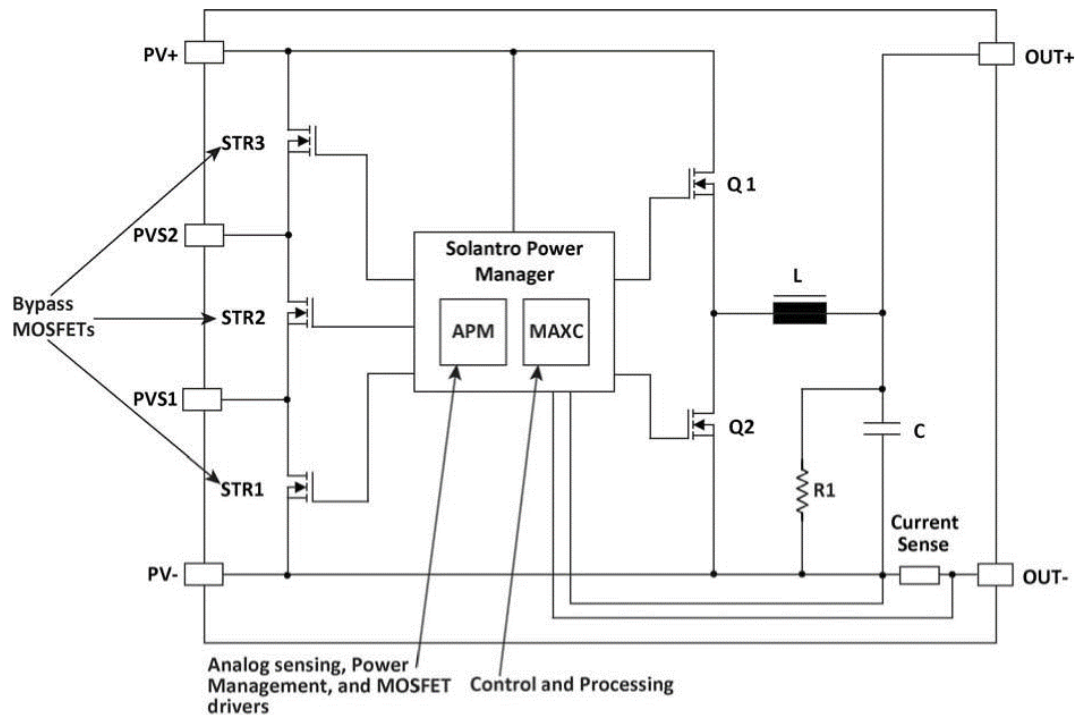 PV+
OUT+
STR3
Q1
PVS2
Solantro Power
Manager
L
Bypass
MOSFETs
STR2
APM
MAXC
PVS1
Q2
C
STR1
R1
Current
Sense
PV-
OUT-
Analog sensing, Power
Management, and MOSFET
drivers
Control and Processing